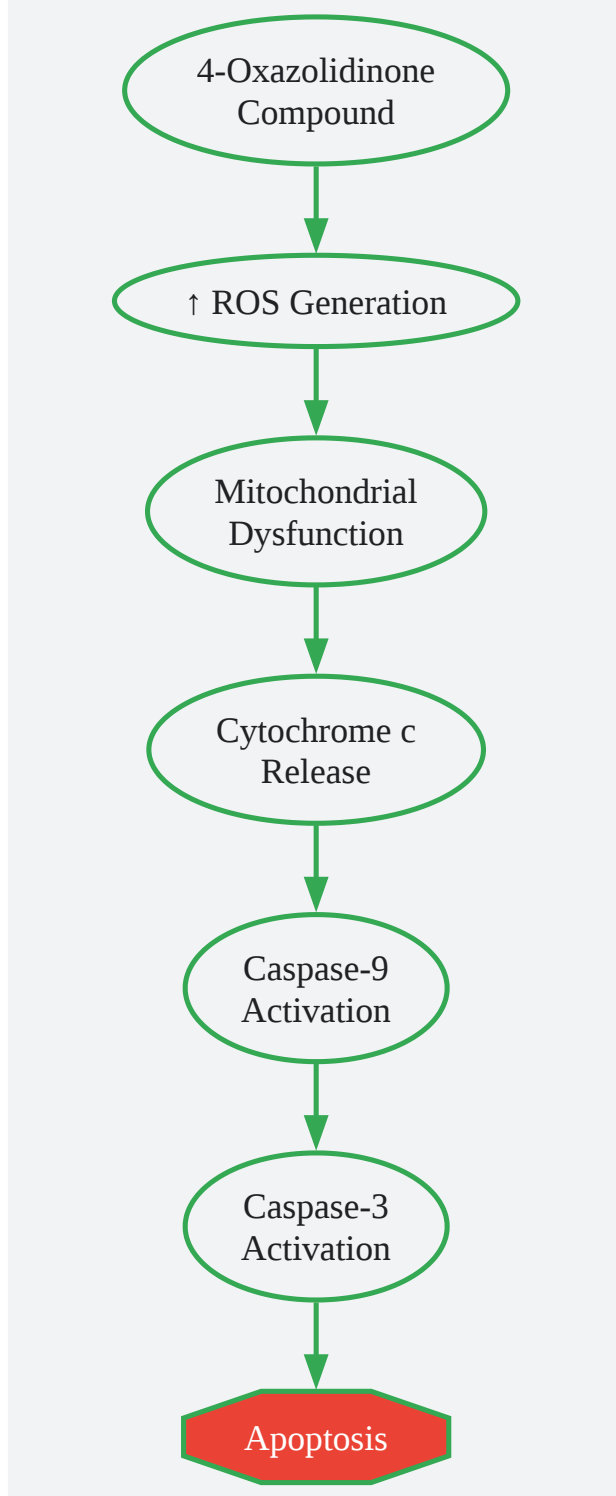 4-Oxazolidinone
Compound
↑ ROS Generation
Mitochondrial
Dysfunction
Cytochrome c
Release
Caspase-9
Activation
Caspase-3
Activation
Apoptosis